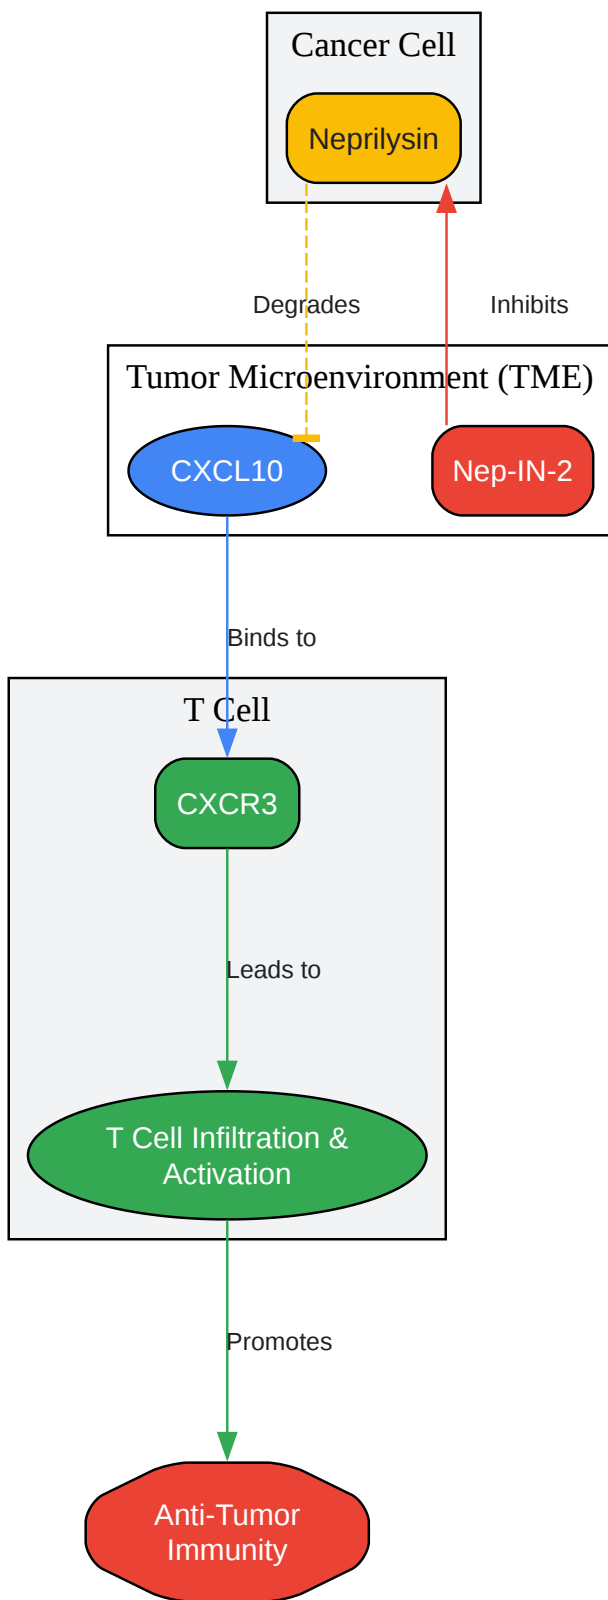 Cancer Cell
Neprilysin
Degrades
Inhibits
Tumor Microenvironment (TME)
CXCL10
Nep-IN-2
Binds to
T Cell
CXCR3
Leads to
T Cell Infiltration &
Activation
Promotes
Anti-Tumor
Immunity